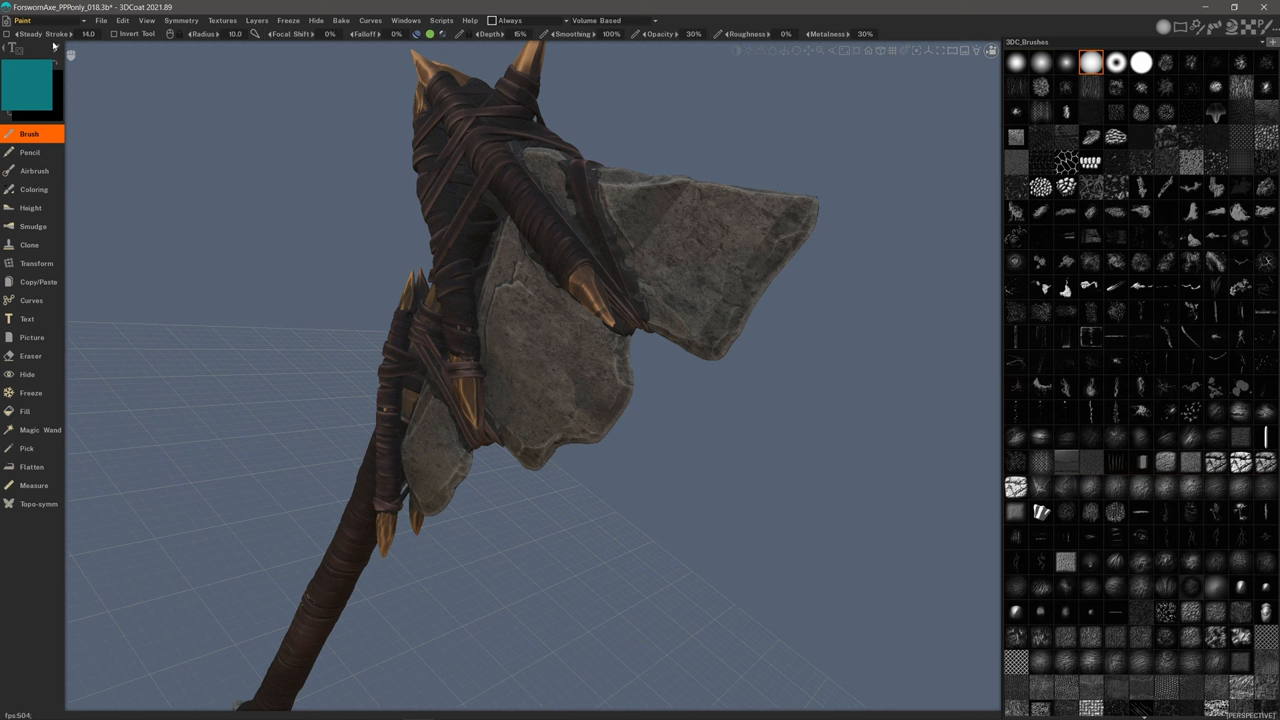 ForswornAxe_PPPonly_018.3b* - 3DCoat 2021.89
Paint File Edit View Symmetry Textures Layers Freeze Hide Bake Curves Windows Scripts Help Always Volume Based
Steady Stroke 14.0 Invert Tool Radius 10.0 Focal Shift 0% Falloff 0% Depth 15% Smoothing 100% Opacity 30% Roughness 0% Metalness 30%
3DC_Brushes
Brush
Pencil
Airbrush
Coloring
Height
Smudge
Clone
Transform
Copy/Paste
Curves
Text
Picture
Eraser
Hide
Freeze
Fill
Magic Wand
Pick
Flatten
Measure
Topo-symm
fps:504;
[PERSPECTIVE]